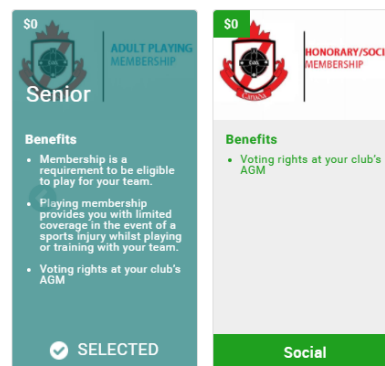 $0
ADULT PLAYING
MEMBERSHIP
Senior
Benefits
• Membership is a
requirement to be eligible
to play for your team.
• Playing membership
provides you with limited
coverage in the event of a
sports injury whilst playing
or training with your team.
• Voting rights at your club's
AGM
SELECTED
$0
HONORARY/SOCI
MEMBERSHIP
Canada
Benefits
• Voting rights at your club's
AGM
Social